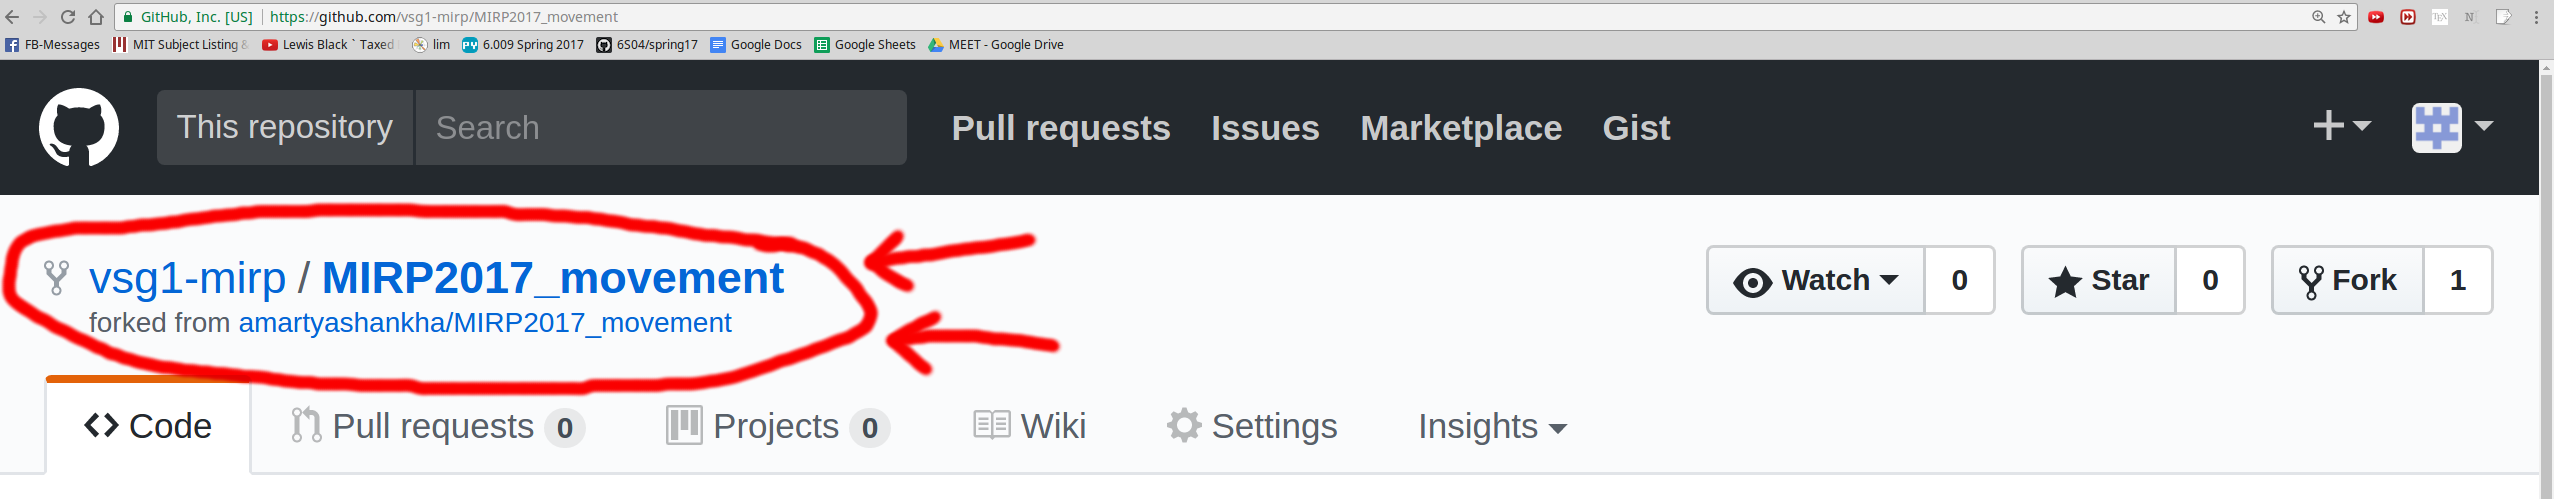 GitHub, Inc. [US] https://github.com/vsg1-mirp/MIRP2017_movement
FB-Messages MIT Subject Listing & Lewis Black ` Taxed lim 6.009 Spring 2017 6S04/spring17 Google Docs Google Sheets MEET - Google Drive
This repository Search Pull requests Issues Marketplace Gist
vsg1-mirp / MIRP2017_movement Watch 0 Star 0 Fork 1
forked from amartyashankha/MIRP2017_movement
Code Pull requests 0 Projects 0 Wiki Settings Insights